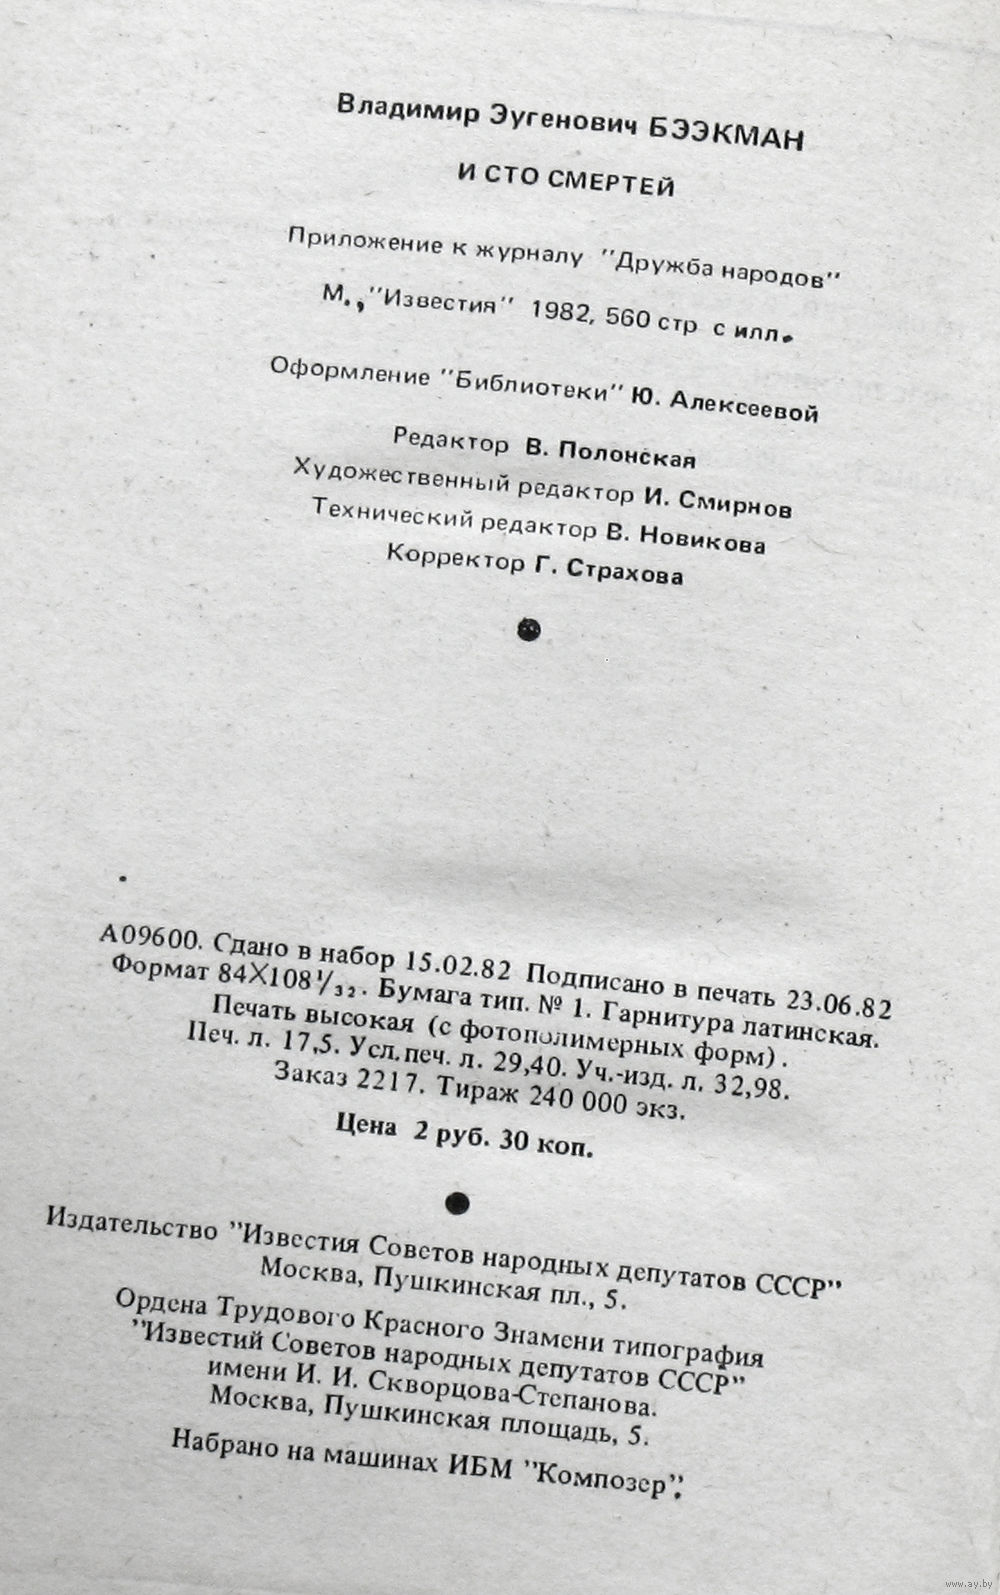 Владимир Эугенович БЭЭКМАН
И СТО СМЕРТЕЙ
Приложение к журналу "Дружба народов"
М., "Известия" 1982, 560 стр с илл.
Оформление "Библиотеки" Ю. Алексеевой
Редактор В. Полонская
Художественный редактор И. Смирнов
Технический редактор В. Новикова
Корректор Г. Страхова
А09600. Сдано в набор 15.02.82 Подписано в печать 23.06.82
Формат 84X108 1/32. Бумага тип. № 1. Гарнитура латинская.
Печать высокая (с фотополимерных форм).
Печ. л. 17,5. Усл.печ. л. 29,40. Уч.-изд. л. 32,98.
Заказ 2217. Тираж 240 000 экз.
Цена 2 руб. 30 коп.
Издательство "Известия Советов народных депутатов СССР"
Москва, Пушкинская пл., 5.
Ордена Трудового Красного Знамени типография
"Известий Советов народных депутатов СССР"
имени И. И. Скворцова-Степанова.
Москва, Пушкинская площадь, 5.
Набрано на машинах ИБМ "Композер".
www.ay.by